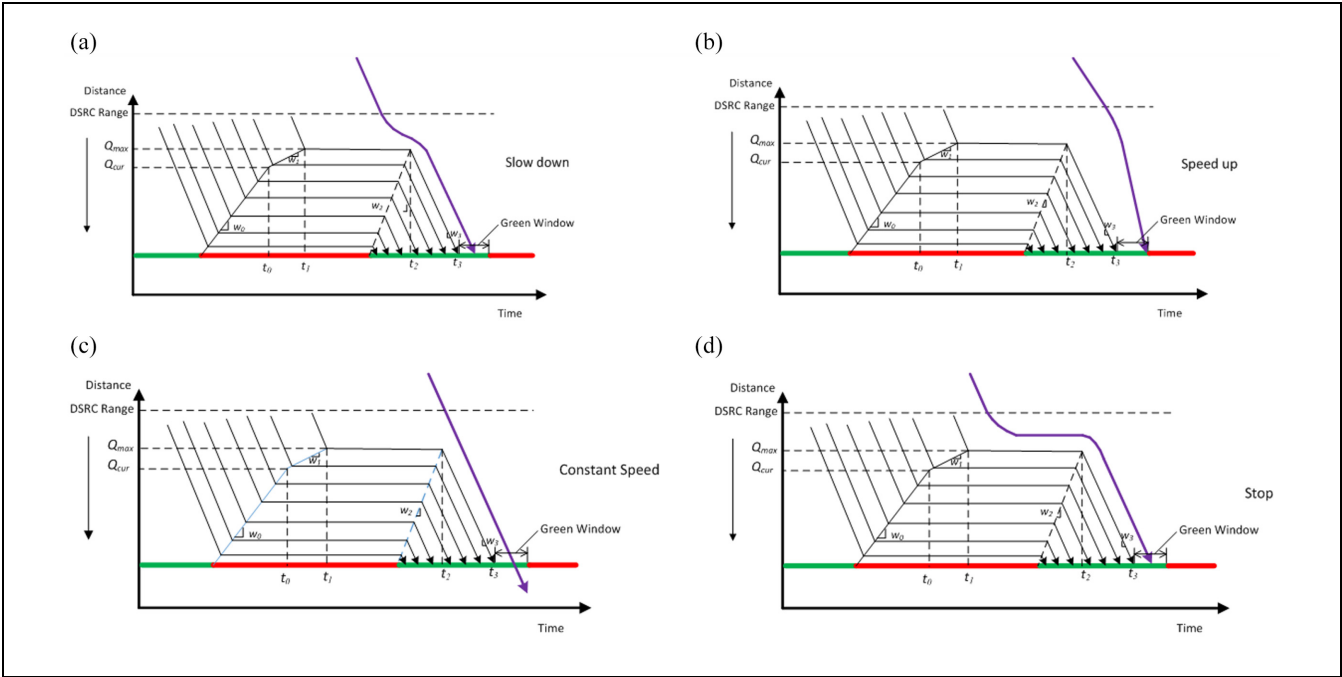 (a)
Distance
DSRC Range
Qmax
Qcur
w1
w2
w0
w3
Slow down
Green Window
t0
t1
t2
t3
Time
(b)
Distance
DSRC Range
Qmax
Qcur
w1
w2
w0
w3
Speed up
Green Window
t0
t1
t2
t3
Time
(c)
Distance
DSRC Range
Qmax
Qcur
w1
w2
w0
w3
Constant Speed
Green Window
t0
t1
t2
t3
Time
(d)
Distance
DSRC Range
Qmax
Qcur
w1
w2
w0
w3
Stop
Green Window
t0
t1
t2
t3
Time